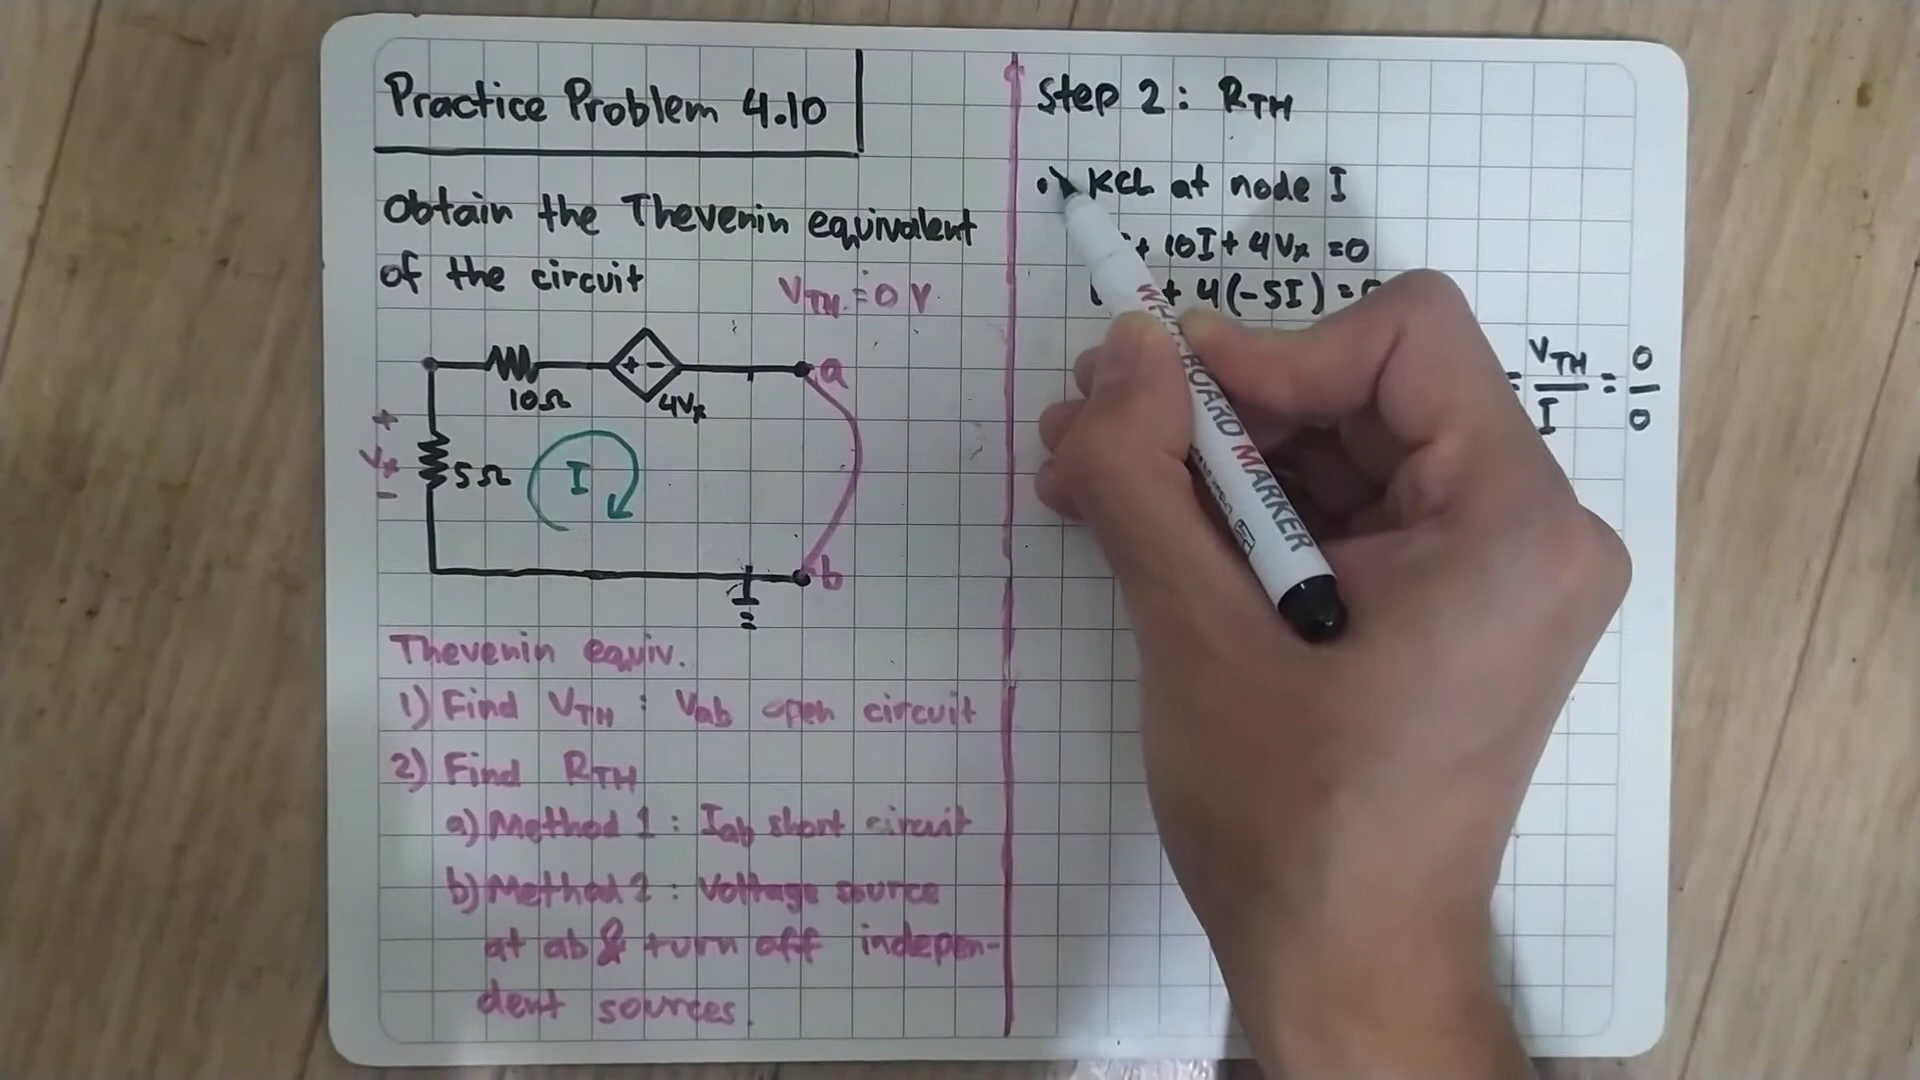 Practice Problem 4.10
Obtain the Thevenin equivalent
of the circuit
VTH = 0 V
10Ω
+ -
4Vx
a
+
Vx
-
5Ω
I
b
Thevenin equiv.
1) Find VTH : Vab open circuit
2) Find RTH
a) Method 1 : Iab short circuit
b) Method 2 : Voltage source
at ab & turn off indepen-
dent sources.
Step 2 : RTH
KCL at node I
+ 10I + 4Vx = 0
+ 4(-5I) =
= VTH/I = 0/0
WHITEBOARD MARKER